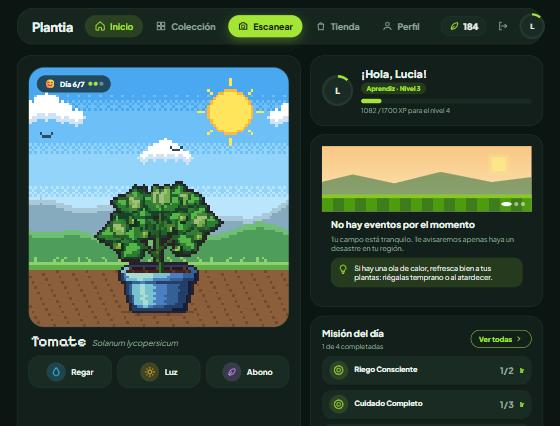 Plantia
Inicio
Colección
Escanear
Tienda
Perfil
184
L
Día 6/7
L
¡Hola, Lucia!
Aprendiz · Nivel 3
1082 / 1700 XP para el nivel 4
No hay eventos por el momento
Tu campo está tranquilo. Te avisaremos apenas haya un
desastre en tu región.
Si hay una ola de calor, refresca bien a tus
plantas: riégalas temprano o al atardecer.
Tomate
Solanum lycopersicum
Regar
Luz
Abono
Misión del día
1 de 4 completadas
Ver todas
Riego Consciente
1/2
Ir
Cuidado Completo
1/3
Ir